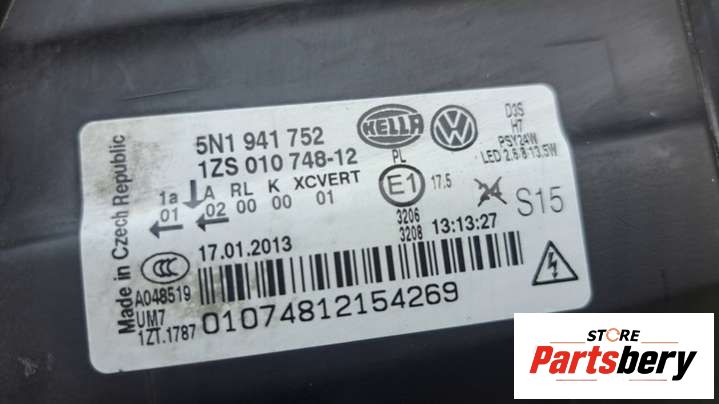 Made in Czech Republic
5N1 941 752
1ZS 010 748-12
HELLA
D3S
H7
PSY24W
LED 2.6/8/13.5W
1a A RL K XCVERT
01 02 00 00 01
PL
E1 17.5
24
S15
3206
3208
13:13:27
17.01.2013
CCC
A048519
UM7
1ZT.1787
01074812154269
STORE
Partsbery